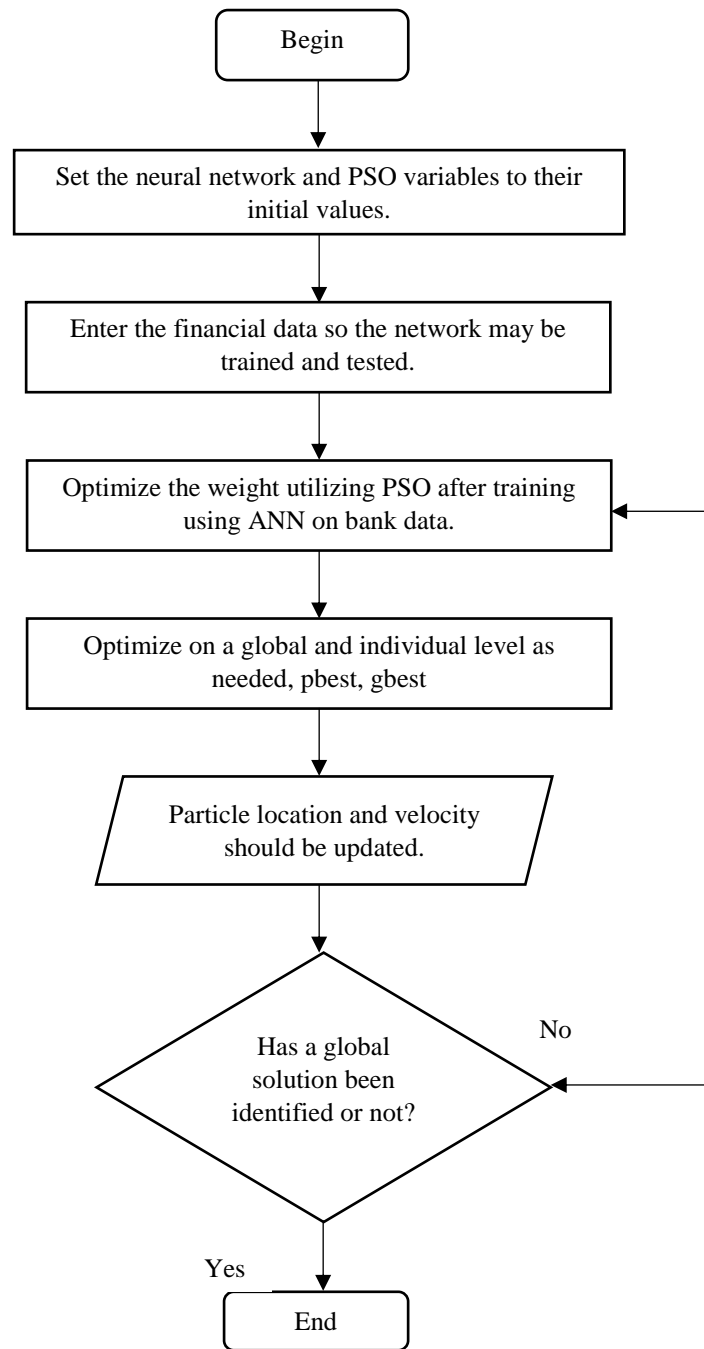 Begin
Set the neural network and PSO variables to their
initial values.
Enter the financial data so the network may be
trained and tested.
Optimize the weight utilizing PSO after training
using ANN on bank data.
Optimize on a global and individual level as
needed, pbest, gbest
Particle location and velocity
should be updated.
Has a global
solution been
identified or not?
No
Yes
End